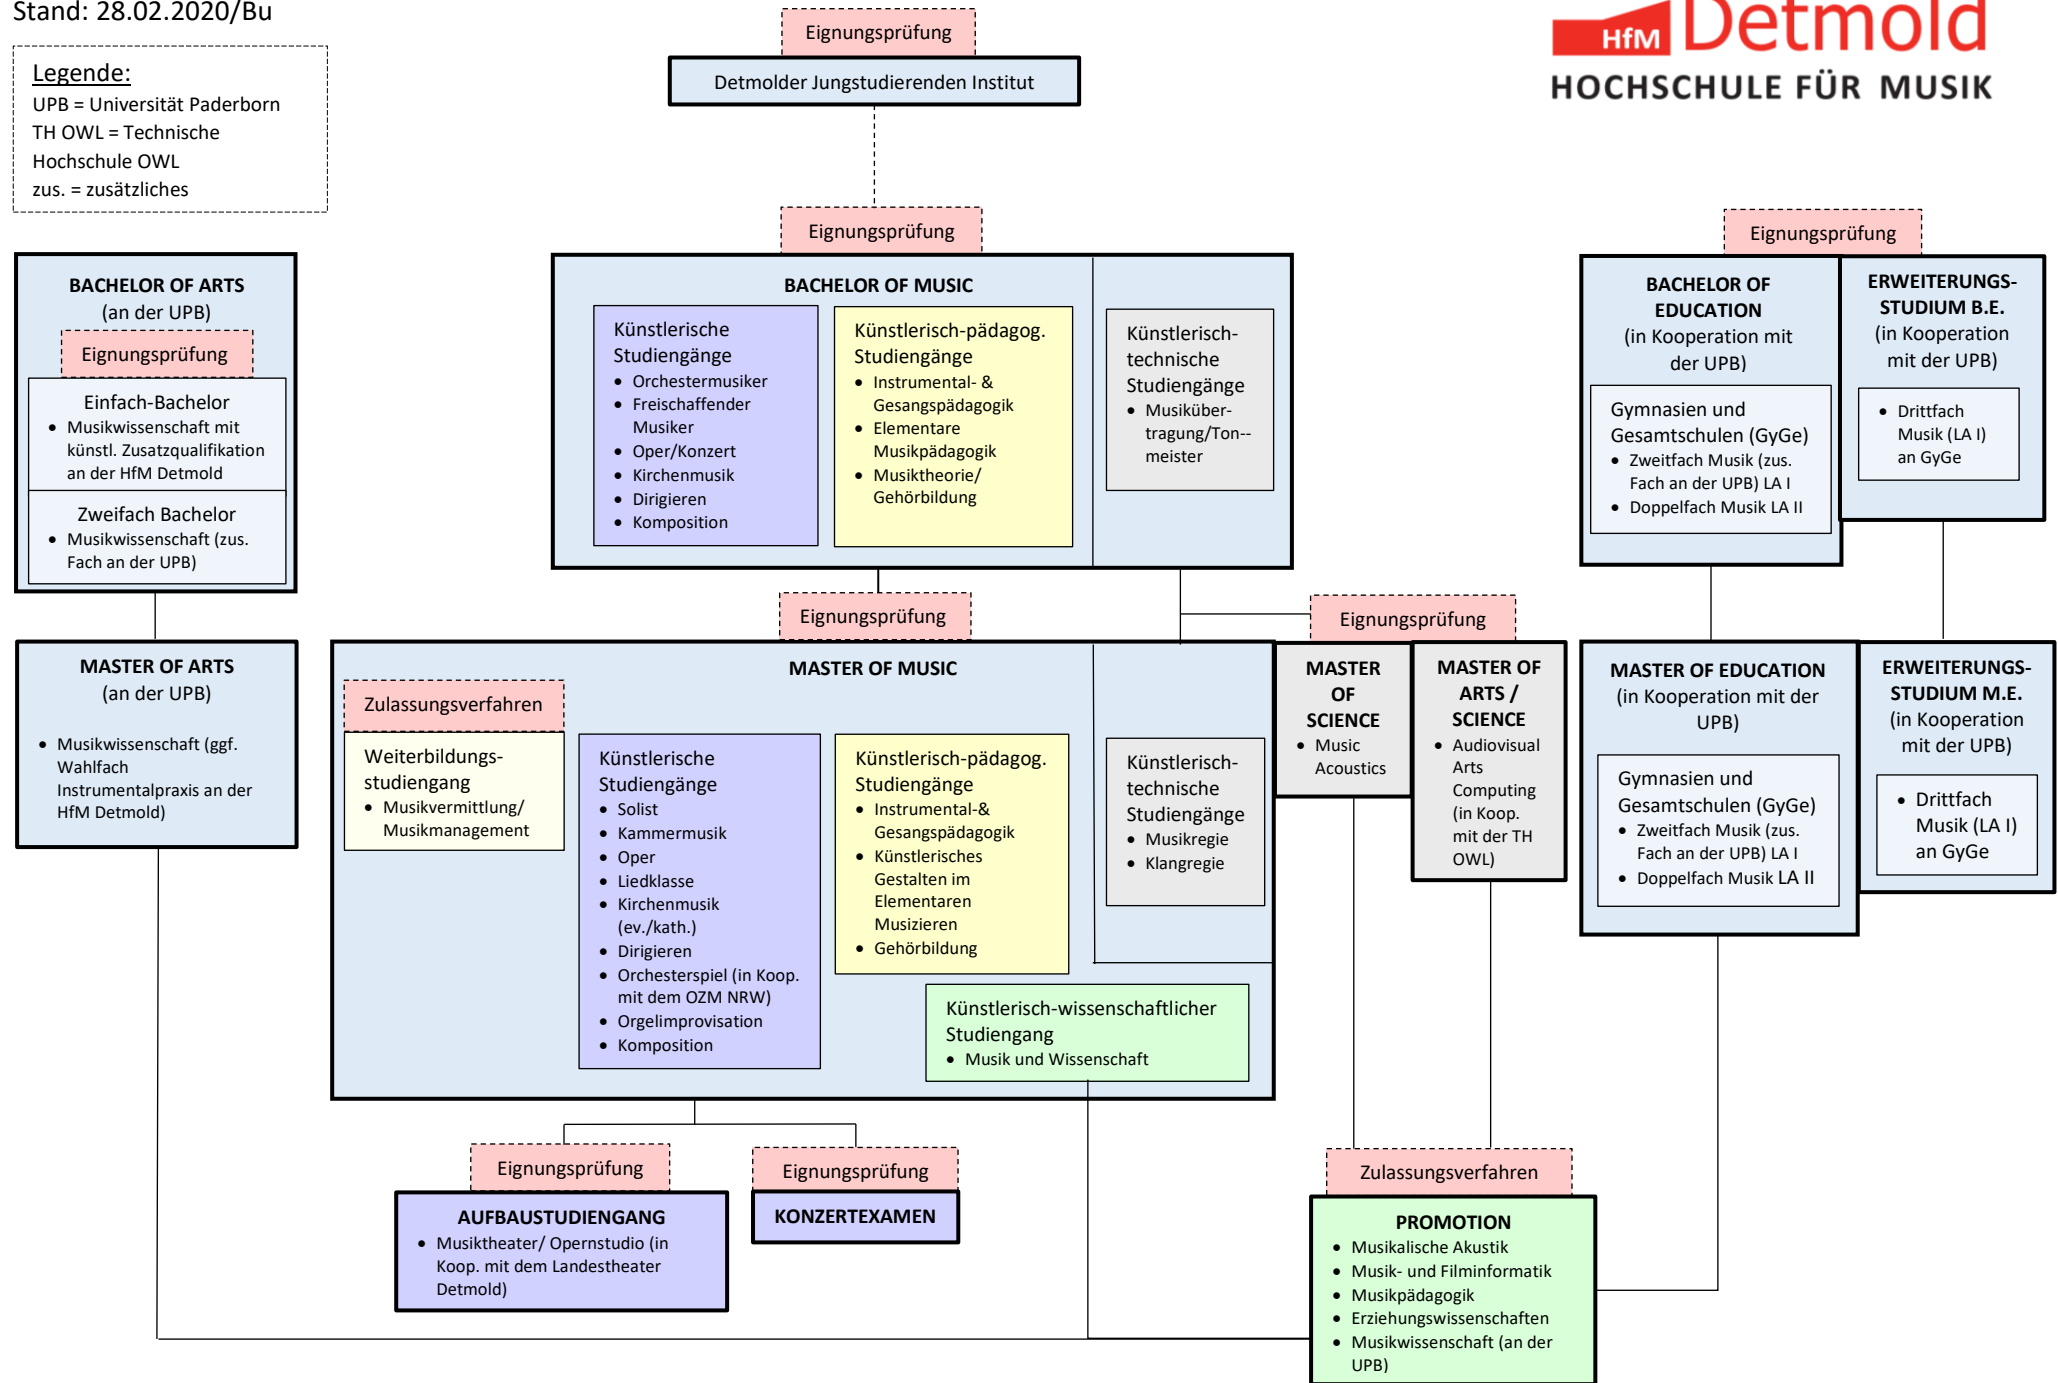 Stand: 28.02.2020/Bu
Legende:
UPB = Universität Paderborn
TH OWL = Technische
Hochschule OWL
zus. = zusätzliches
Eignungsprüfung
Detmolder Jungstudierenden Institut
HfM Detmold
HOCHSCHULE FÜR MUSIK
BACHELOR OF ARTS
(an der UPB)
Eignungsprüfung
Einfach-Bachelor
• Musikwissenschaft mit
künstl. Zusatzqualifikation
an der HfM Detmold
Zweifach Bachelor
• Musikwissenschaft (zus.
Fach an der UPB)
Eignungsprüfung
BACHELOR OF MUSIC
Künstlerische
Studiengänge
• Orchestermusiker
• Freischaffender
Musiker
• Oper/Konzert
• Kirchenmusik
• Dirigieren
• Komposition
Künstlerisch-pädagog.
Studiengänge
• Instrumental- &
Gesangspädagogik
• Elementare
Musikpädagogik
• Musiktheorie/
Gehörbildung
Künstlerisch-
technische
Studiengänge
• Musiküber-
tragung/Ton--
meister
Eignungsprüfung
BACHELOR OF
EDUCATION
(in Kooperation mit
der UPB)
Gymnasien und
Gesamtschulen (GyGe)
• Zweitfach Musik (zus.
Fach an der UPB) LA I
• Doppelfach Musik LA II
ERWEITERUNGS-
STUDIUM B.E.
(in Kooperation
mit der UPB)
• Drittfach
Musik (LA I)
an GyGe
MASTER OF ARTS
(an der UPB)
• Musikwissenschaft (ggf.
Wahlfach
Instrumentalpraxis an der
HfM Detmold)
Eignungsprüfung
MASTER OF MUSIC
Zulassungsverfahren
Weiterbildungs-
studiengang
• Musikvermittlung/
Musikmanagement
Künstlerische
Studiengänge
• Solist
• Kammermusik
• Oper
• Liedklasse
• Kirchenmusik
(ev./kath.)
• Dirigieren
• Orchesterspiel (in Koop.
mit dem OZM NRW)
• Orgelimprovisation
• Komposition
Künstlerisch-pädagog.
Studiengänge
• Instrumental-&
Gesangspädagogik
• Künstlerisches
Gestalten im
Elementaren
Musizieren
• Gehörbildung
Künstlerisch-
technische
Studiengänge
• Musikregie
• Klangregie
Künstlerisch-wissenschaftlicher
Studiengang
• Musik und Wissenschaft
Eignungsprüfung
MASTER
OF
SCIENCE
• Music
Acoustics
MASTER OF
ARTS /
SCIENCE
• Audiovisual
Arts
Computing
(in Koop.
mit der TH
OWL)
MASTER OF EDUCATION
(in Kooperation mit der
UPB)
Gymnasien und
Gesamtschulen (GyGe)
• Zweitfach Musik (zus.
Fach an der UPB) LA I
• Doppelfach Musik LA II
ERWEITERUNGS-
STUDIUM M.E.
(in Kooperation
mit der UPB)
• Drittfach
Musik (LA I)
an GyGe
Eignungsprüfung
AUFBAUSTUDIENGANG
• Musiktheater/ Opernstudio (in
Koop. mit dem Landestheater
Detmold)
Eignungsprüfung
KONZERTEXAMEN
Zulassungsverfahren
PROMOTION
• Musikalische Akustik
• Musik- und Filminformatik
• Musikpädagogik
• Erziehungswissenschaften
• Musikwissenschaft (an der
UPB)